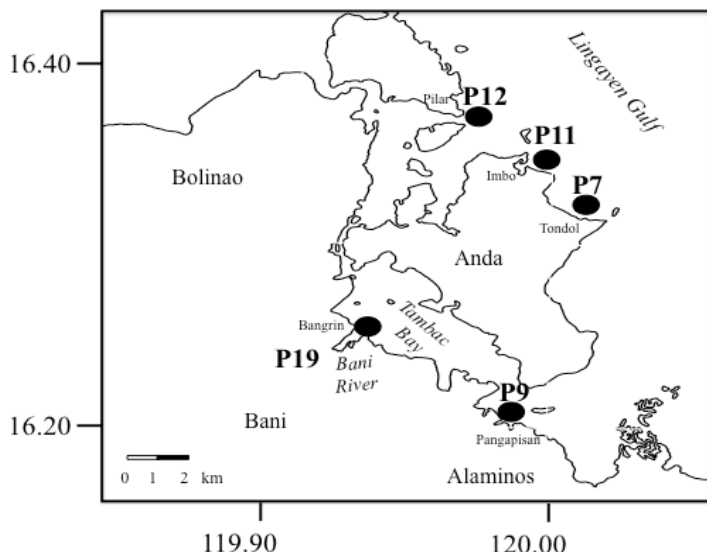 16.40
Lingayen Gulf
Pilar
P12
P11
Bolinao
Imbo
P7
Tondol
Anda
Tambac
Bay
Bangrin
P19
Bani
River
P9
16.20
Bani
Pangapisan
0 1 2 km
Alaminos
119.90
120.00